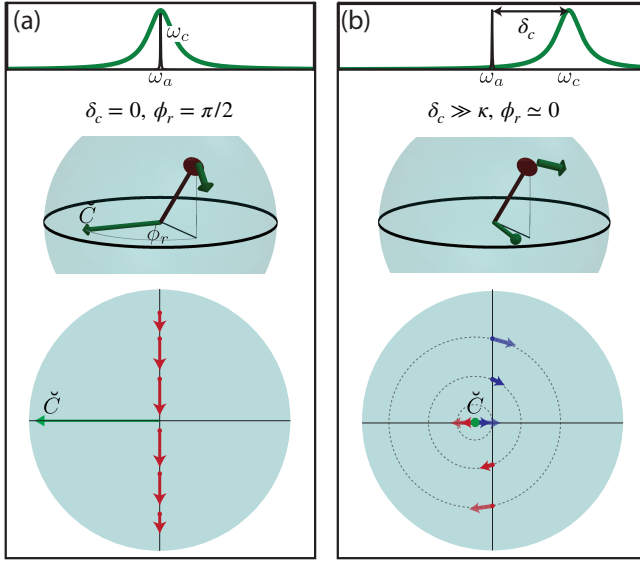 (a)
ω_c
ω_a
δ_c = 0, ϕ_r = π/2
C̆
ϕ_r
C̆
(b)
δ_c
ω_a
ω_c
δ_c ≫ κ, ϕ_r ≃ 0
C̆